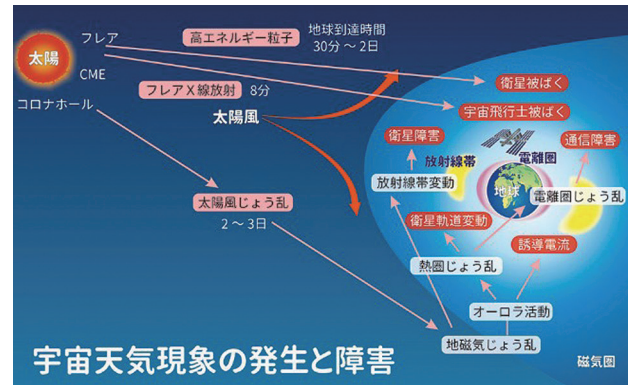 フレア
高エネルギー粒子
地球到達時間
30分 ～ 2日
太陽
CME
コロナホール
フレアX線放射
8分
太陽風
衛星被ばく
宇宙飛行士被ばく
衛星障害
通信障害
放射線帯
電離圏
放射線帯変動
地球
電離圏じょう乱
太陽風じょう乱
2 ～ 3日
衛星軌道変動
誘導電流
熱圏じょう乱
オーロラ活動
地磁気じょう乱
宇宙天気現象の発生と障害
磁気圏